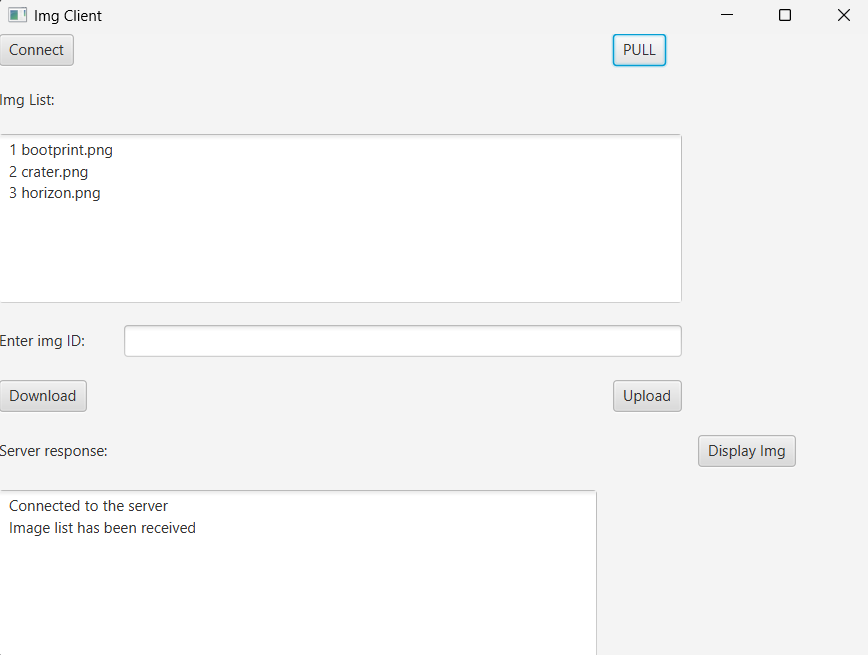 Img Client
Connect
PULL
Img List:
1 bootprint.png
2 crater.png
3 horizon.png
Enter img ID:
Download
Upload
Server response:
Display Img
Connected to the server
Image list has been received